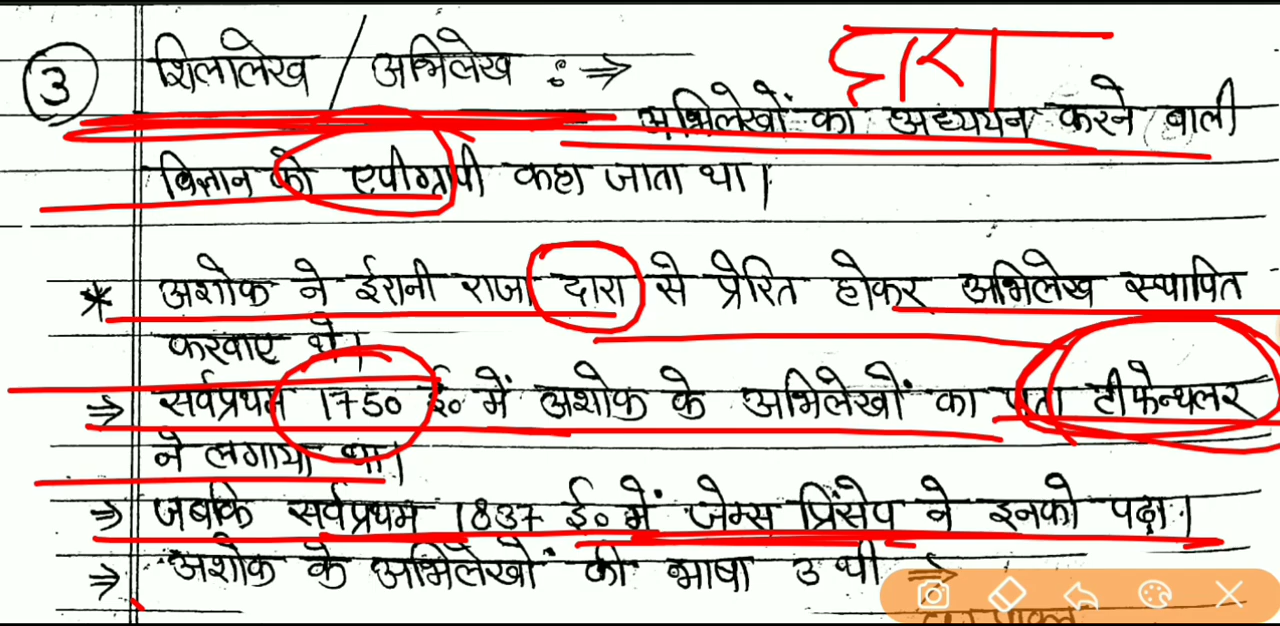 ③ शिलालेख / अभिलेख :⇒
द्वारा
अभिलेखों का अध्ययन करने बाली
विज्ञान को एपीग्राफी कहा जाता था।
* अशोक ने ईरानी राजा दारा से प्रेरित होकर अभिलेख स्थापित
करवाए थे।
⇒ सर्वप्रथम 1750 ई० में अशोक के अभिलेखों का पता टीफेन्थलर
ने लगाया था।
⇒ जबकि सर्वप्रथम 1837 ई० में जेम्स प्रिंसेप ने इनको पढ़ा।
⇒ अशोक के अभिलेखों की भाषा 3 थी ⇒